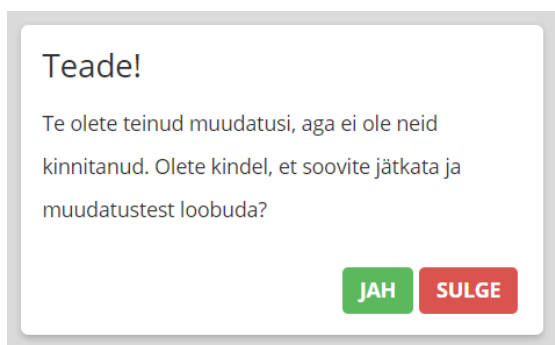 Teade!
Te olete teinud muudatusi, aga ei ole neid
kinnitanud. Olete kindel, et soovite jätkata ja
muudatustest loobuda?
JAH SULGE